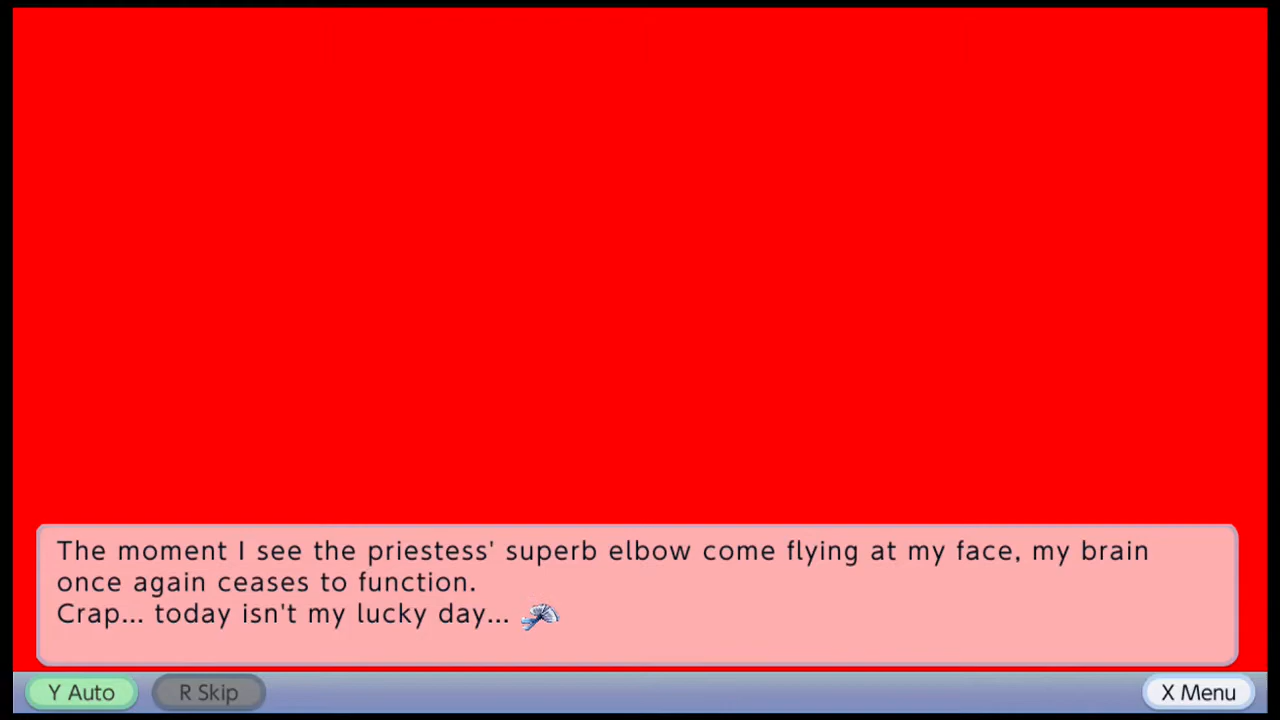 The moment I see the priestess' superb elbow come flying at my face, my brain
once again ceases to function.
Crap... today isn't my lucky day...
Y Auto
R Skip
X Menu